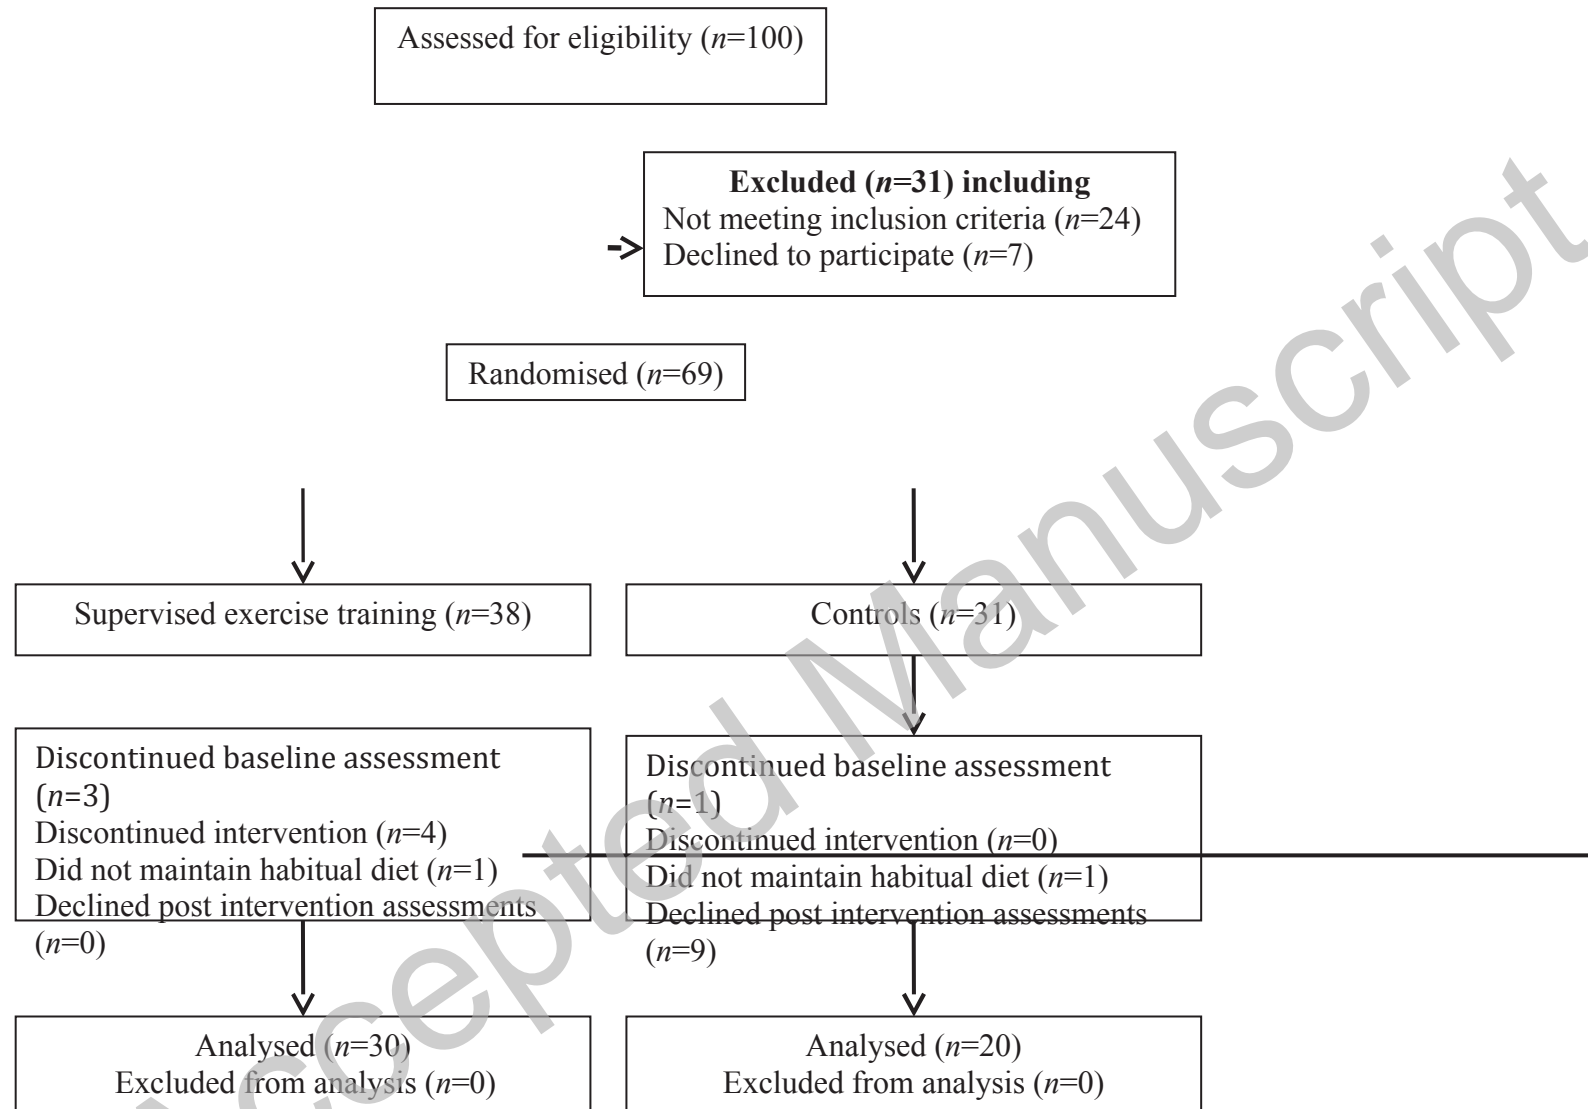 Assessed for eligibility (n=100)
Excluded (n=31) including
Not meeting inclusion criteria (n=24)
Declined to participate (n=7)
Randomised (n=69)
Supervised exercise training (n=38)
Controls (n=31)
Discontinued baseline assessment
(n=3)
Discontinued intervention (n=4)
Did not maintain habitual diet (n=1)
Declined post intervention assessments
(n=0)
Discontinued baseline assessment
(n=1)
Discontinued intervention (n=0)
Did not maintain habitual diet (n=1)
Declined post intervention assessments
(n=9)
Analysed (n=30)
Excluded from analysis (n=0)
Analysed (n=20)
Excluded from analysis (n=0)
Accepted Manuscript